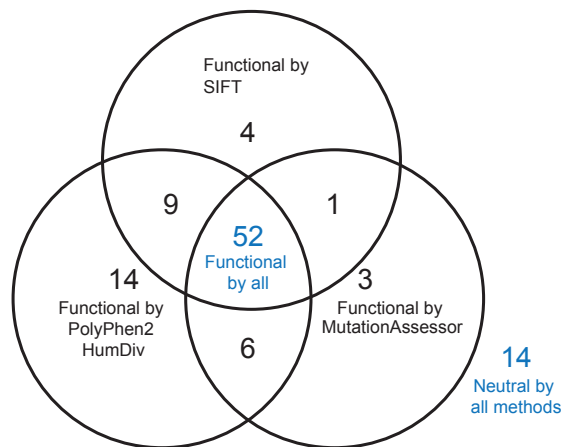 Functional by
SIFT
4
9
1
52
Functional
by all
14
Functional by
PolyPhen2
HumDiv
3
Functional by
MutationAssessor
6
14
Neutral by
all methods